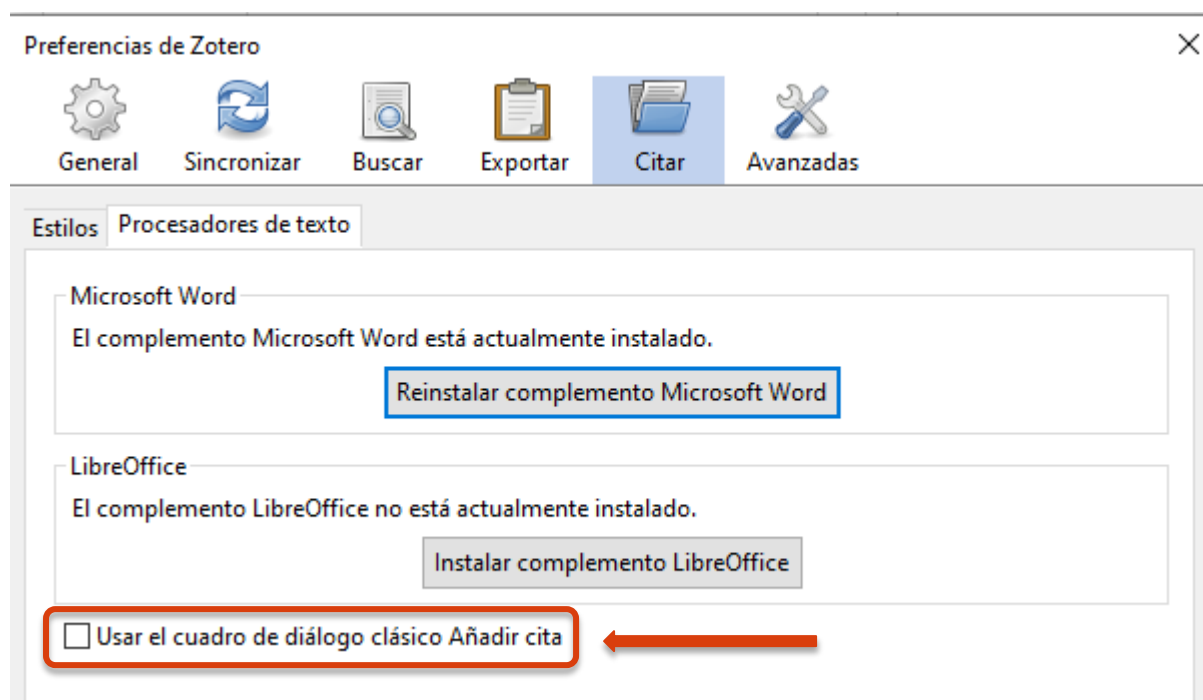 Preferencias de Zotero
General Sincronizar Buscar Exportar Citar Avanzadas
Estilos Procesadores de texto
Microsoft Word
El complemento Microsoft Word está actualmente instalado.
Reinstalar complemento Microsoft Word
LibreOffice
El complemento LibreOffice no está actualmente instalado.
Instalar complemento LibreOffice
Usar el cuadro de diálogo clásico Añadir cita